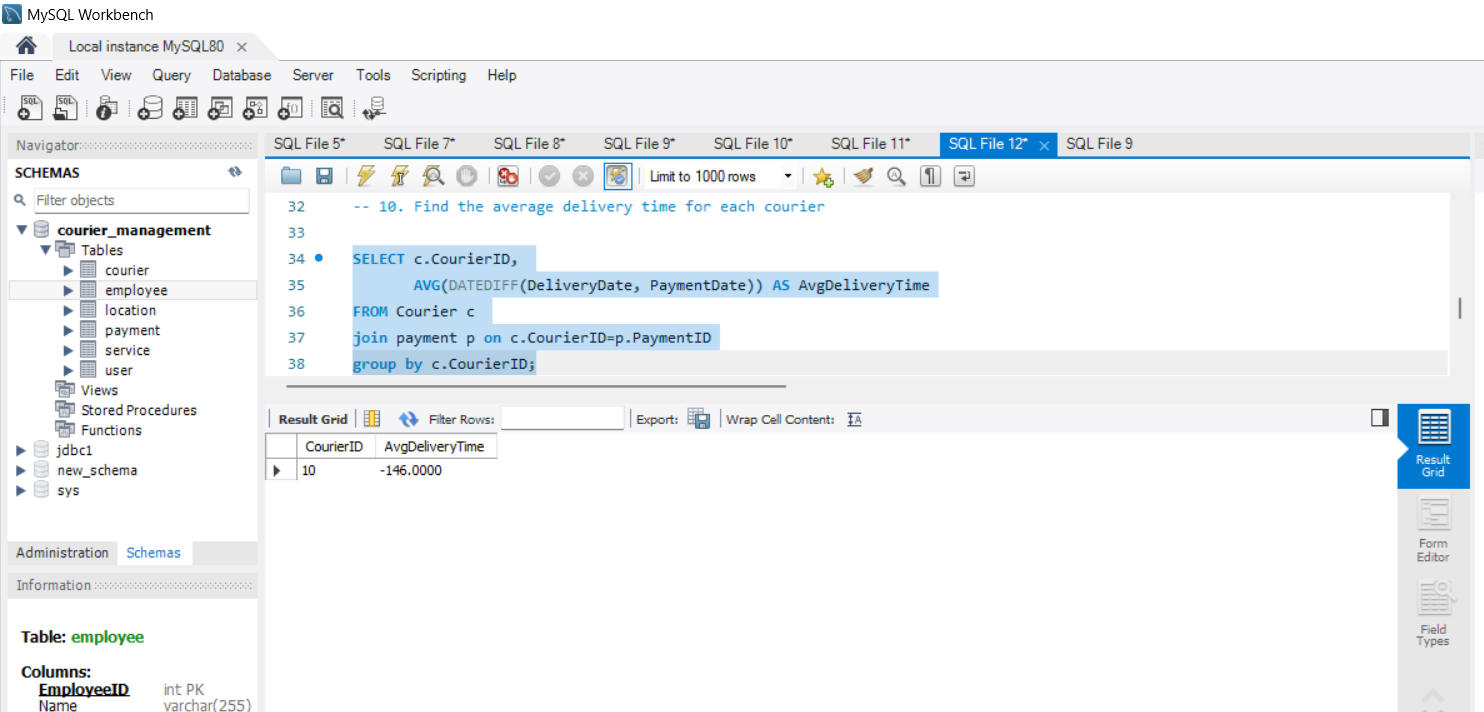 MySQL Workbench
Local instance MySQL80
File Edit View Query Database Server Tools Scripting Help
Navigator
SCHEMAS
Filter objects
courier_management
Tables
courier
employee
location
payment
service
user
Views
Stored Procedures
Functions
jdbc1
new_schema
sys
Administration Schemas
Information
Table: employee
Columns:
EmployeeID int PK
Name varchar(255)
SQL File 5* SQL File 7* SQL File 8* SQL File 9* SQL File 10* SQL File 11* SQL File 12* SQL File 9
Limit to 1000 rows
32 -- 10. Find the average delivery time for each courier
33
34 SELECT c.CourierID,
35 AVG(DATEDIFF(DeliveryDate, PaymentDate)) AS AvgDeliveryTime
36 FROM Courier c
37 join payment p on c.CourierID=p.PaymentID
38 group by c.CourierID;
Result Grid Filter Rows: Export: Wrap Cell Content:
CourierID AvgDeliveryTime
10 -146.0000
Result
Grid
Form
Editor
Field
Types